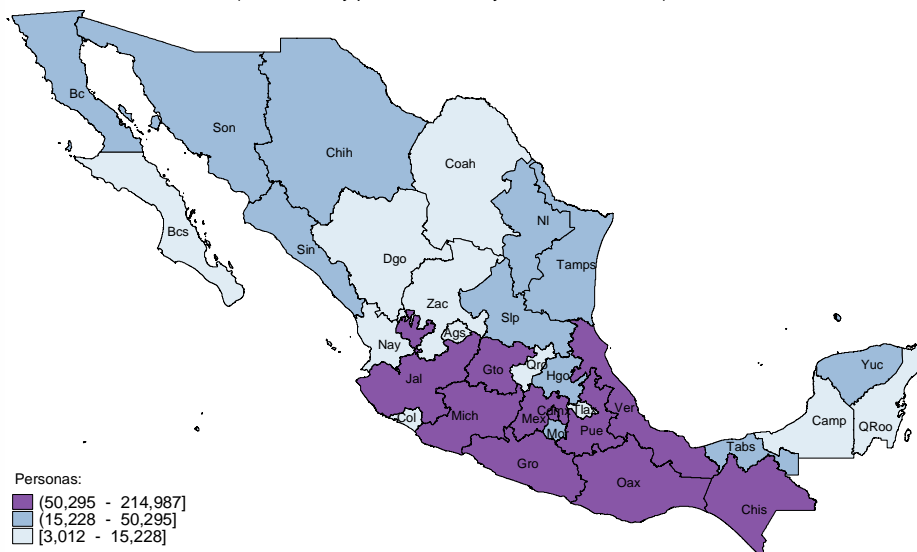 Bc
Son
Chih
Coah
Bcs
Sin
Dgo
Nl
Tamps
Zac
Slp
Nay
Ags
Jal
Gto
Qro
Hgo
Yuc
Col
Mich
Mex
Cdmx
Tlax
Ver
Mo
Pue
Camp
QRoo
Tabs
Gro
Oax
Chis
Personas:
(50,295 - 214,987]
(15,228 - 50,295]
[3,012 - 15,228]